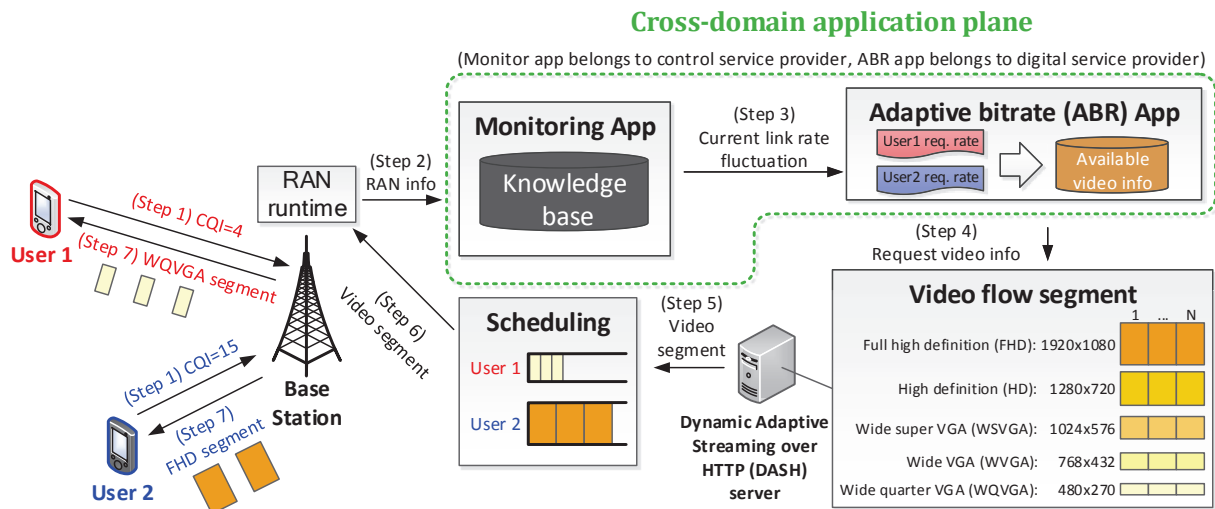 Cross-domain application plane
(Monitor app belongs to control service provider, ABR app belongs to digital service provider)
Monitoring App
Knowledge
base
(Step 3)
Current link rate
fluctuation
Adaptive bitrate (ABR) App
User1 req. rate
User2 req. rate
Available
video info
(Step 2)
RAN info
RAN
runtime
(Step 1) CQI=4
(Step 7) WQVGA segment
User 1
(Step 1) CQI=15
(Step 7)
FHD segment
User 2
Base
Station
(Step 6)
Video segment
Scheduling
User 1
User 2
(Step 5)
Video
segment
Dynamic Adaptive
Streaming over
HTTP (DASH)
server
(Step 4)
Request video info
Video flow segment
1 ... N
Full high definition (FHD): 1920x1080
High definition (HD): 1280x720
Wide super VGA (WSVGA): 1024x576
Wide VGA (WVGA): 768x432
Wide quarter VGA (WQVGA): 480x270